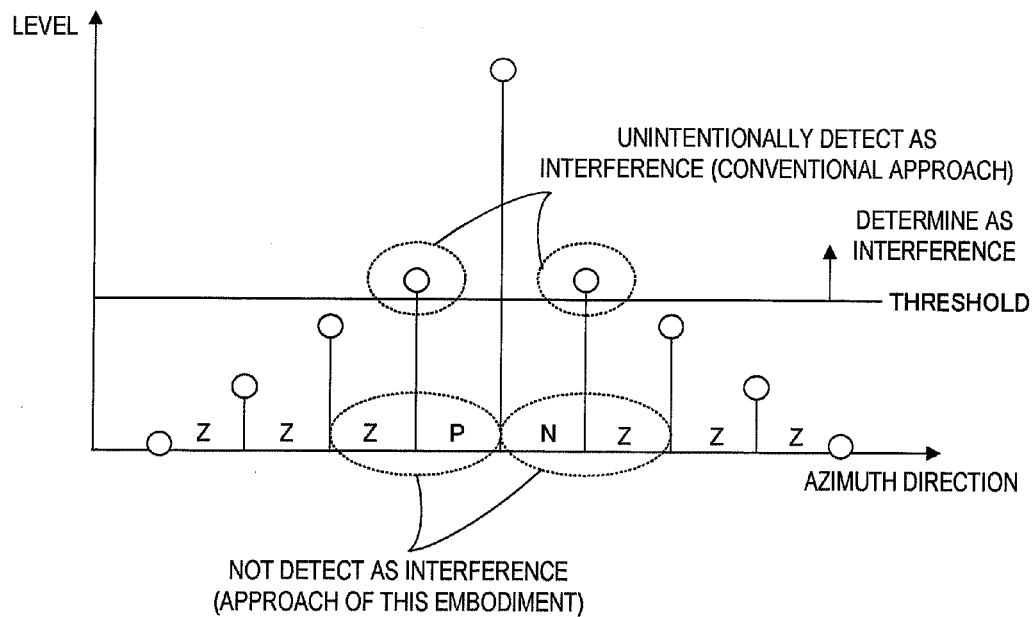 LEVEL
UNINTENTIONALLY DETECT AS
INTERFERENCE (CONVENTIONAL APPROACH)
DETERMINE AS
INTERFERENCE
THRESHOLD
Z Z Z P N Z Z Z
AZIMUTH DIRECTION
NOT DETECT AS INTERFERENCE
(APPROACH OF THIS EMBODIMENT)